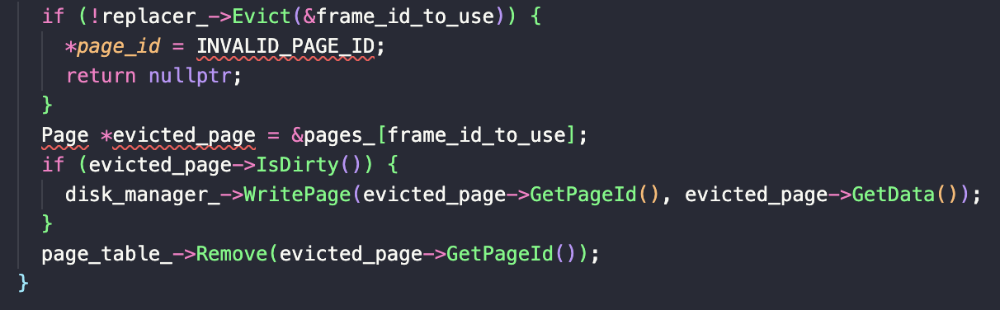 if (!replacer_->Evict(&frame_id_to_use)) {
*page_id = INVALID_PAGE_ID;
return nullptr;
}
Page *evicted_page = &pages_[frame_id_to_use];
if (evicted_page->IsDirty()) {
disk_manager_->WritePage(evicted_page->GetPageId(), evicted_page->GetData());
}
page_table_->Remove(evicted_page->GetPageId());
}